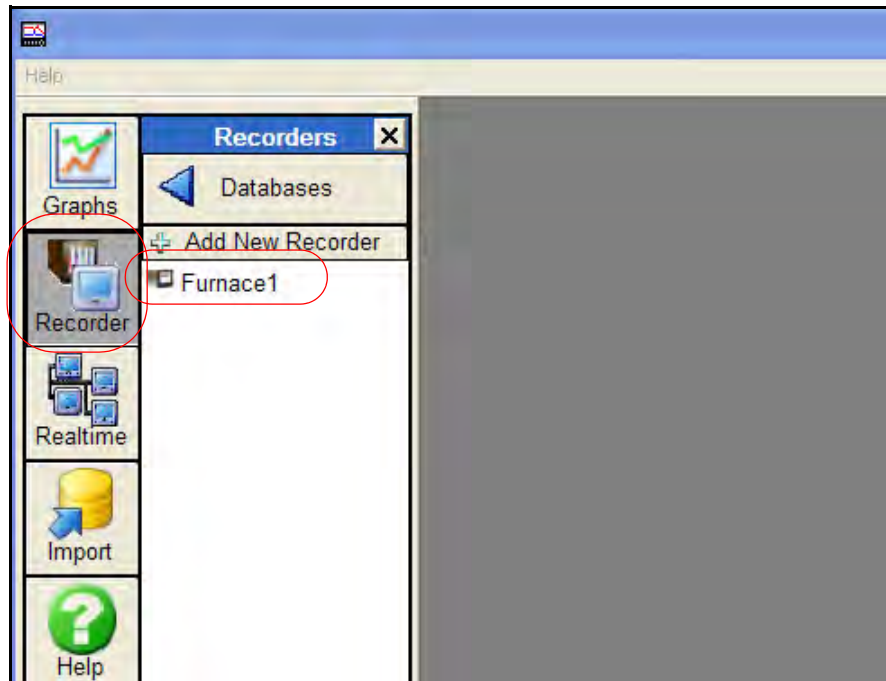 Help
Graphs
Recorder
Realtime
Import
Help
Recorders
Databases
Add New Recorder
Furnace1